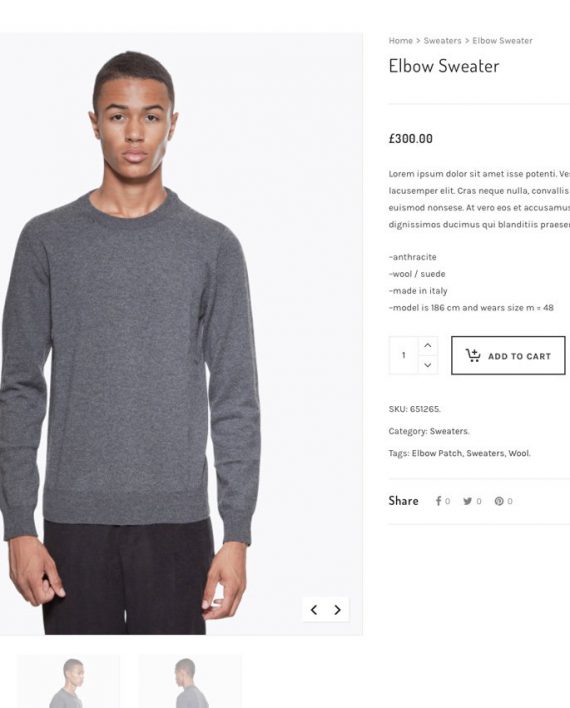 Home > Sweaters > Elbow Sweater
Elbow Sweater
£300.00
Lorem ipsum dolor sit amet isse potenti.
lacusemper elit. Cras neque nulla, convallis
euismod nonsese. At vero eos et accusamus
dignissimos ducimus qui blanditiis
–anthracite
–wool / suede
–made in italy
–model is 186 cm and wears size m = 48
1
ADD TO CART
SKU: 651265.
Category: Sweaters.
Tags: Elbow Patch, Sweaters, Wool.
Share
0
0
0